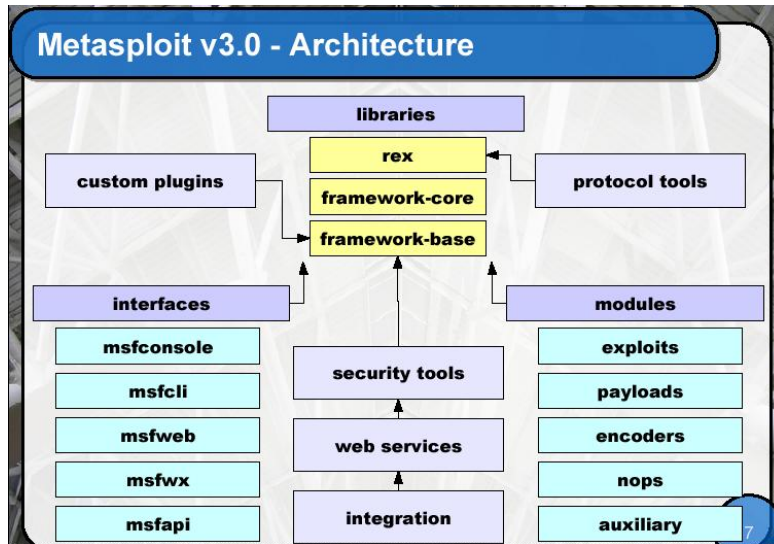 Metasploit v3.0 - Architecture
libraries
rex
custom plugins
protocol tools
framework-core
framework-base
interfaces
modules
msfconsole
exploits
security tools
msfcli
payloads
msfweb
web services
encoders
msfwx
nops
integration
msfapi
auxiliary
7